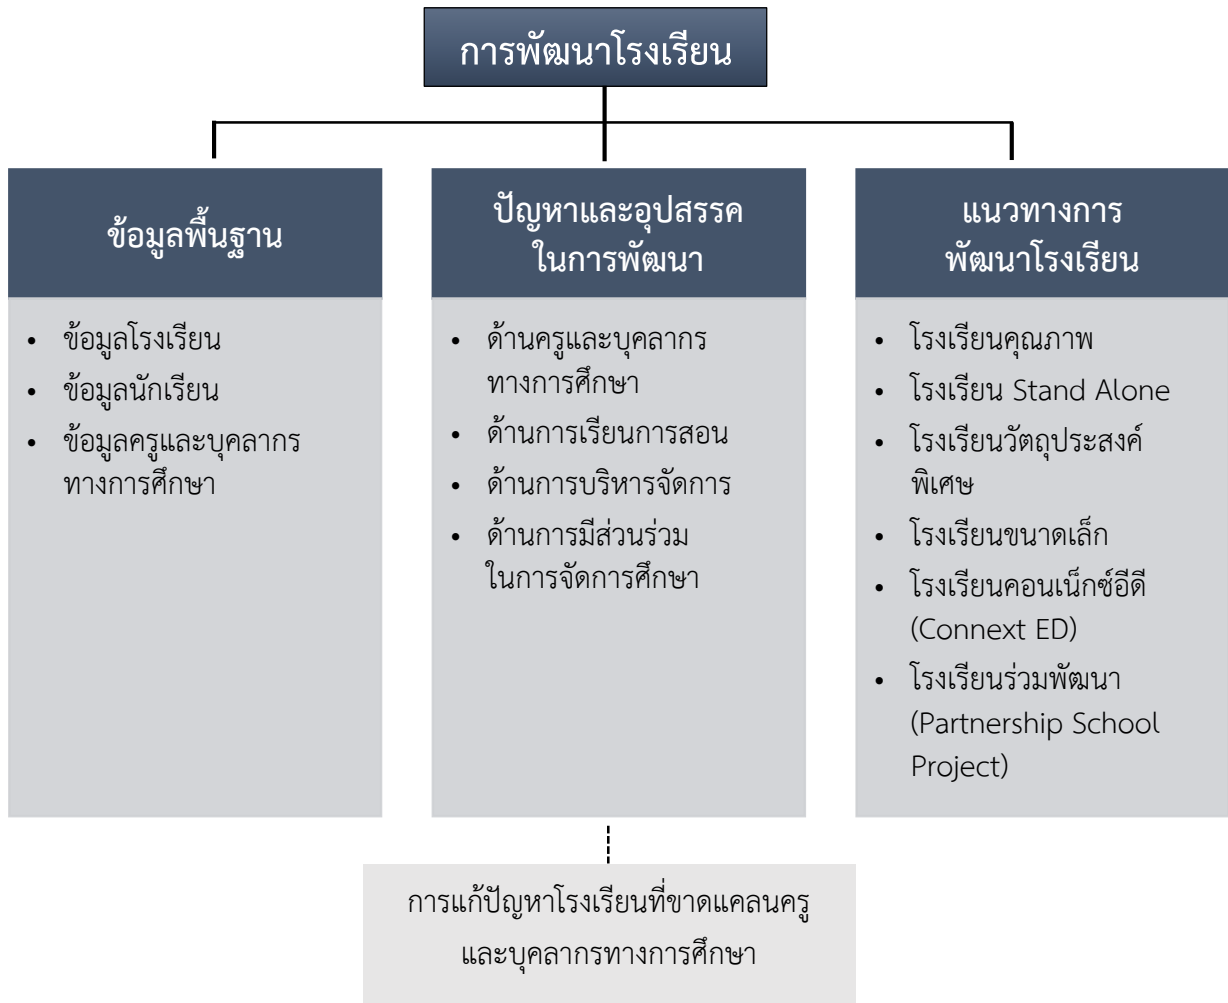 การพัฒนาโรงเรียน
ข้อมูลพื้นฐาน
• ข้อมูลโรงเรียน
• ข้อมูลนักเรียน
• ข้อมูลครูและบุคลากร
ทางการศึกษา
ปัญหาและอุปสรรค
ในการพัฒนา
• ด้านครูและบุคลากร
ทางการศึกษา
• ด้านการเรียนการสอน
• ด้านการบริหารจัดการ
• ด้านการมีส่วนร่วม
ในการจัดการศึกษา
แนวทางการ
พัฒนาโรงเรียน
• โรงเรียนคุณภาพ
• โรงเรียน Stand Alone
• โรงเรียนวัตถุประสงค์
พิเศษ
• โรงเรียนขนาดเล็ก
• โรงเรียนคอนเน็กซ์อีดี
(Connext ED)
• โรงเรียนร่วมพัฒนา
(Partnership School
Project)
การแก้ปัญหาโรงเรียนที่ขาดแคลนครู
และบุคลากรทางการศึกษา